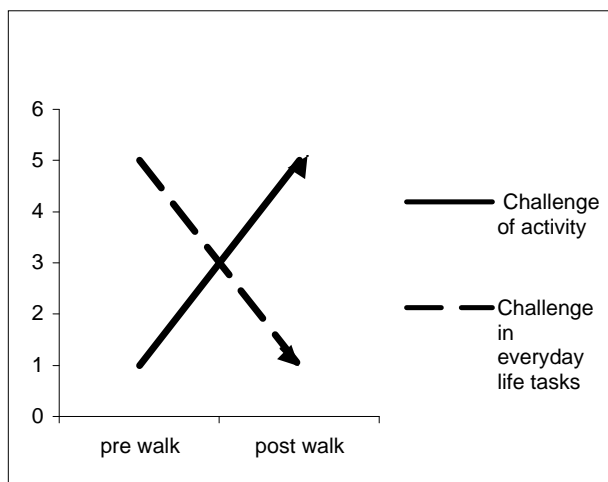 6
5
4
3
2
1
0
pre walk
post walk
Challenge
of activity
Challenge
in
everyday
life tasks